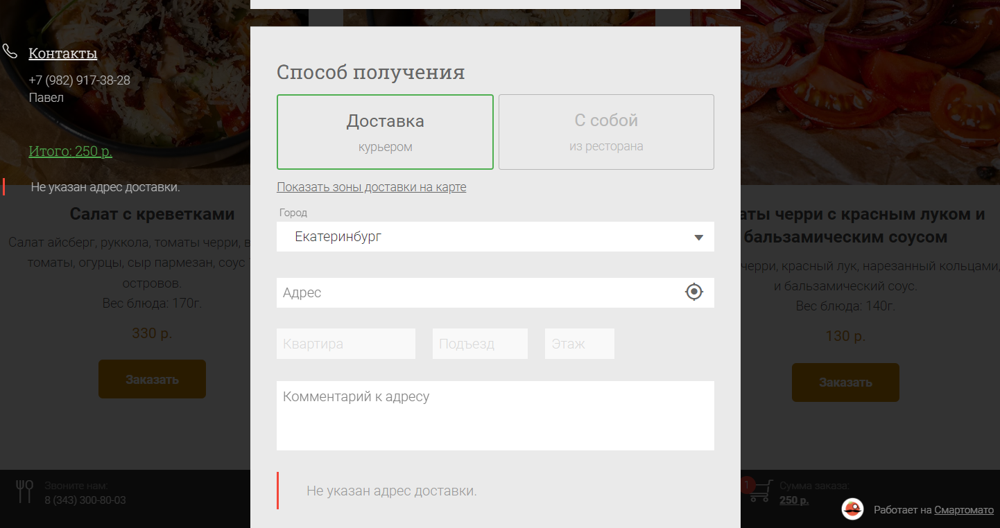 Контакты
+7 (982) 917-38-28
Павел
Итого: 250 р.
Не указан адрес доставки.
Салат с креветками
Салат айсберг, руккола, томаты черри, в
томаты, огурцы, сыр пармезан, соус
островов.
Вес блюда: 170г.
330 р.
Заказать
Звоните нам:
8 (343) 300-80-03
Способ получения
Доставка
курьером
С собой
из ресторана
Показать зоны доставки на карте
Город
Екатеринбург
Адрес
Квартира
Подъезд
Этаж
Комментарий к адресу
Не указан адрес доставки.
аты черри с красным луком и
бальзамическим соусом
черри, красный лук, нарезанный кольцами,
и бальзамический соус.
Вес блюда: 140г.
130 р.
Заказать
1
Сумма заказа:
250 р.
Работает на Смартомато